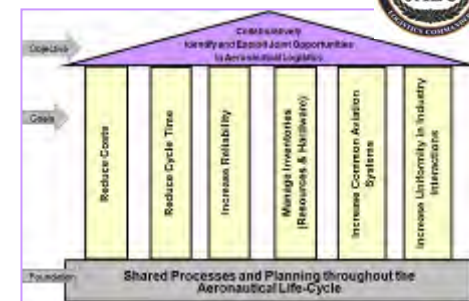 LOGISTICS COMMAND
Objective
Collaboratively
Identify and Exploit Joint Opportunities
in Aeronautical Logistics
Goals
Reduce Costs
Reduce Cycle Time
Increase Reliability
Manage Inventories
(Resources & Hardware)
Increase Common Aviation
Systems
Increase Uniformity in Industry
Interactions
Foundation
Shared Processes and Planning throughout the
Aeronautical Life-Cycle